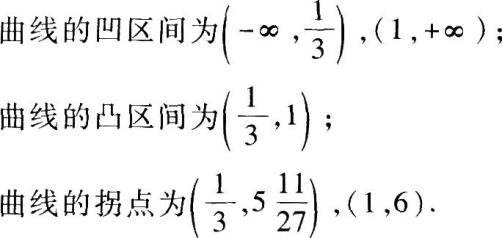 曲线的凹区间为(-∞,1/3),(1,+∞);
曲线的凸区间为(1/3,1);
曲线的拐点为(1/3,5 11/27),(1,6).